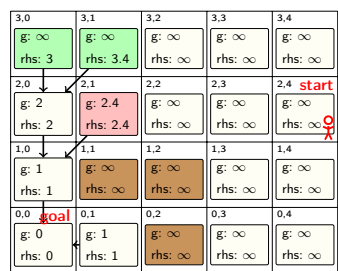 3,0 3,1 3,2 3,3 3,4
g: ∞ g: ∞ g: ∞ g: ∞ g: ∞
rhs: 3 rhs: 3.4 rhs: ∞ rhs: ∞ rhs: ∞
2,0 2,1 2,2 2,3 2,4 start
g: 2 g: 2.4 g: ∞ g: ∞ g: ∞
rhs: 2 rhs: 2.4 rhs: ∞ rhs: ∞ rhs: ∞
1,0 1,1 1,2 1,3 1,4
g: 1 g: ∞ g: ∞ g: ∞ g: ∞
rhs: 1 rhs: ∞ rhs: ∞ rhs: ∞ rhs: ∞
0,0 goal 0,1 0,2 0,3 0,4
g: 0 g: 1 g: ∞ g: ∞ g: ∞
rhs: 0 rhs: 1 rhs: ∞ rhs: ∞ rhs: ∞